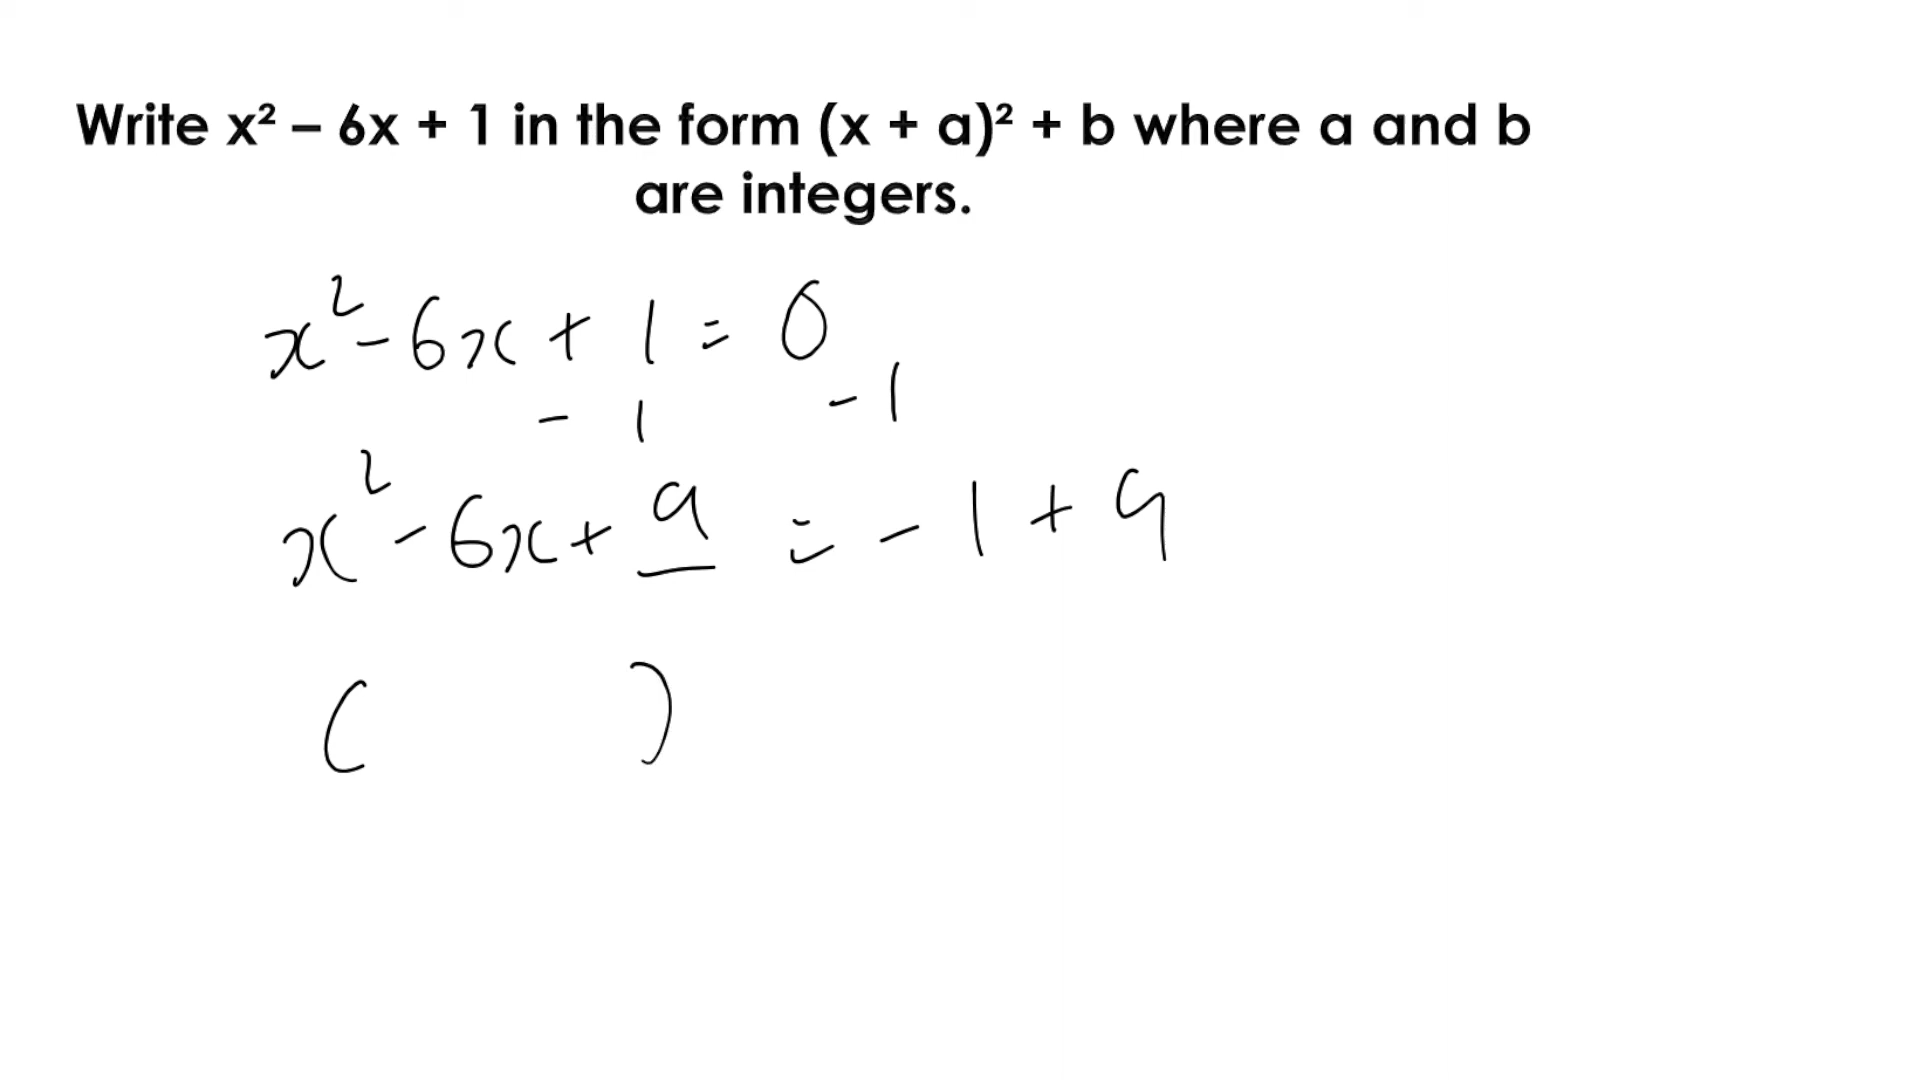 Write x² – 6x + 1 in the form (x + a)² + b where a and b
are integers.
x² - 6x + 1 = 0
- 1 - 1
x² - 6x + 9 = - 1 + 9
( )